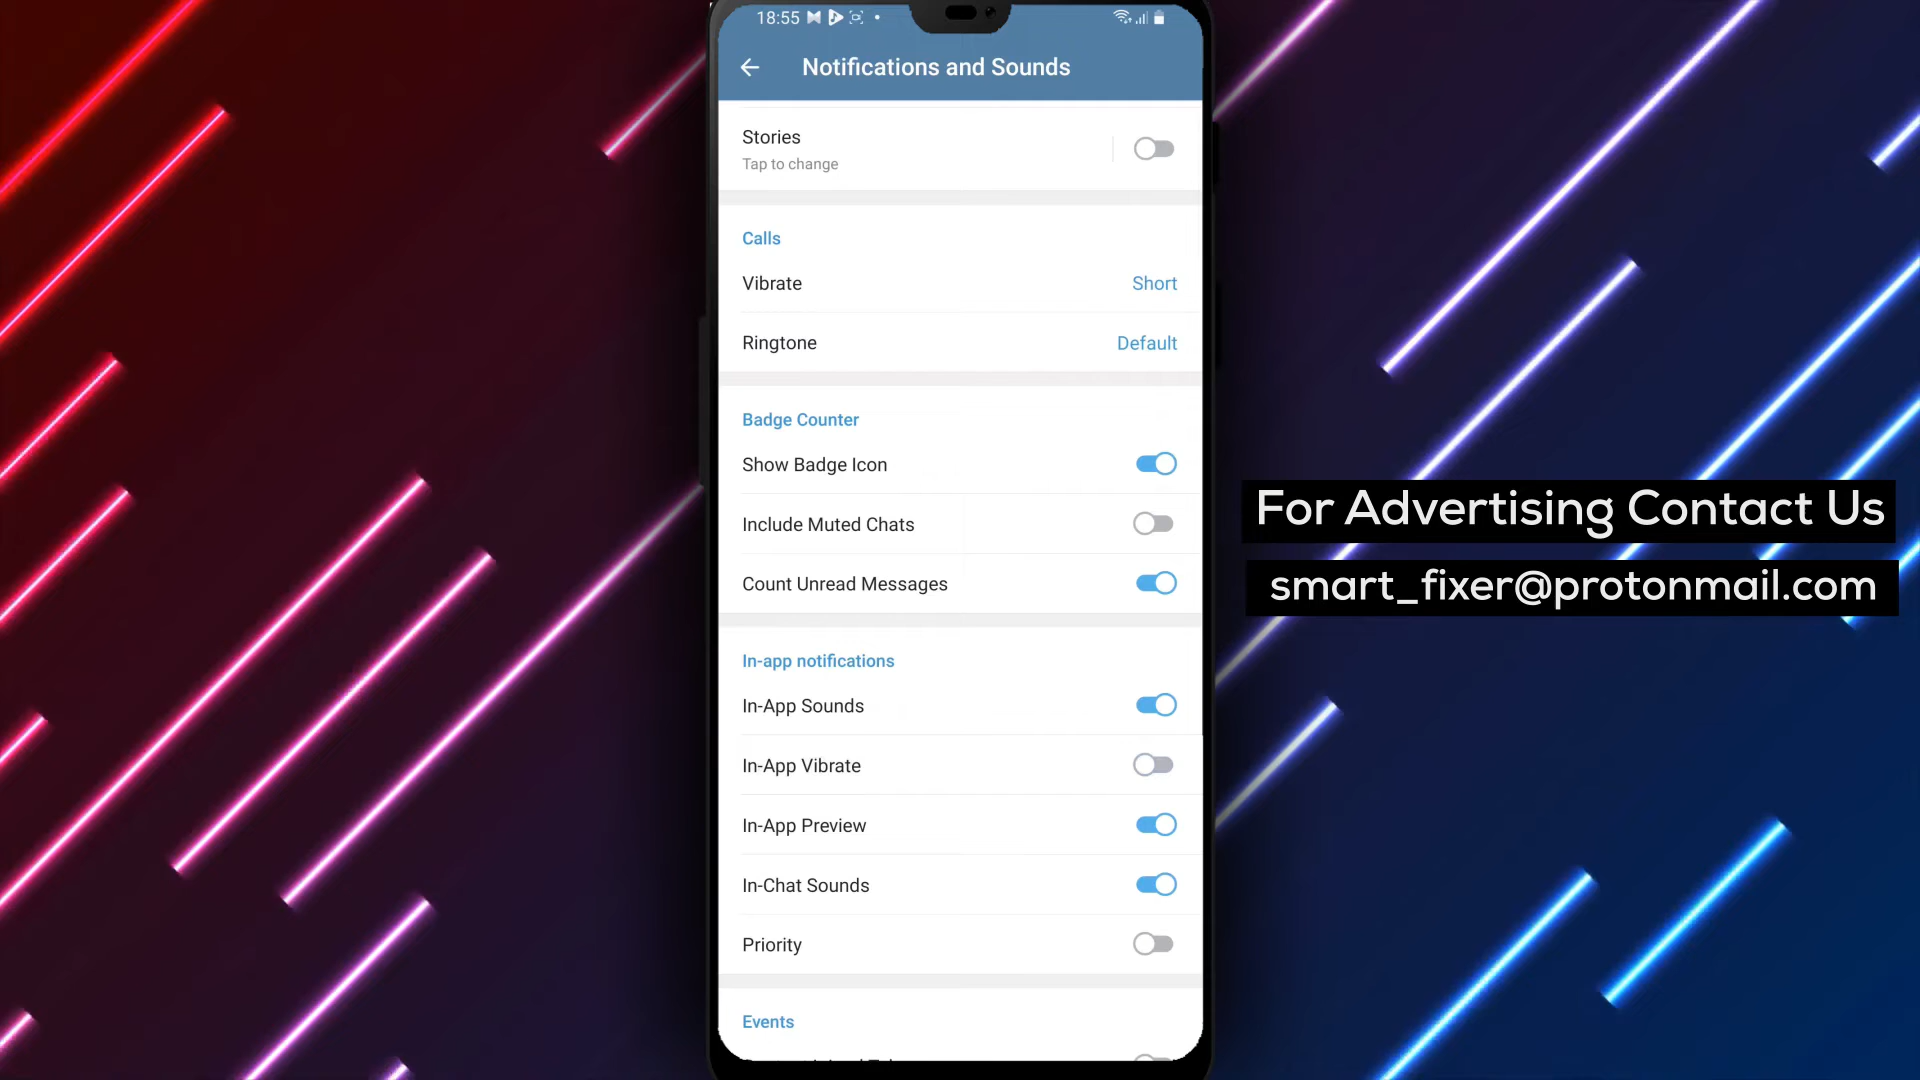 18:55
Notifications and Sounds
Stories
Tap to change
Calls
Vibrate
Short
Ringtone
Default
Badge Counter
Show Badge Icon
Include Muted Chats
Count Unread Messages
In-app notifications
In-App Sounds
In-App Vibrate
In-App Preview
In-Chat Sounds
Priority
Events
For Advertising Contact Us
smart_fixer@protonmail.com